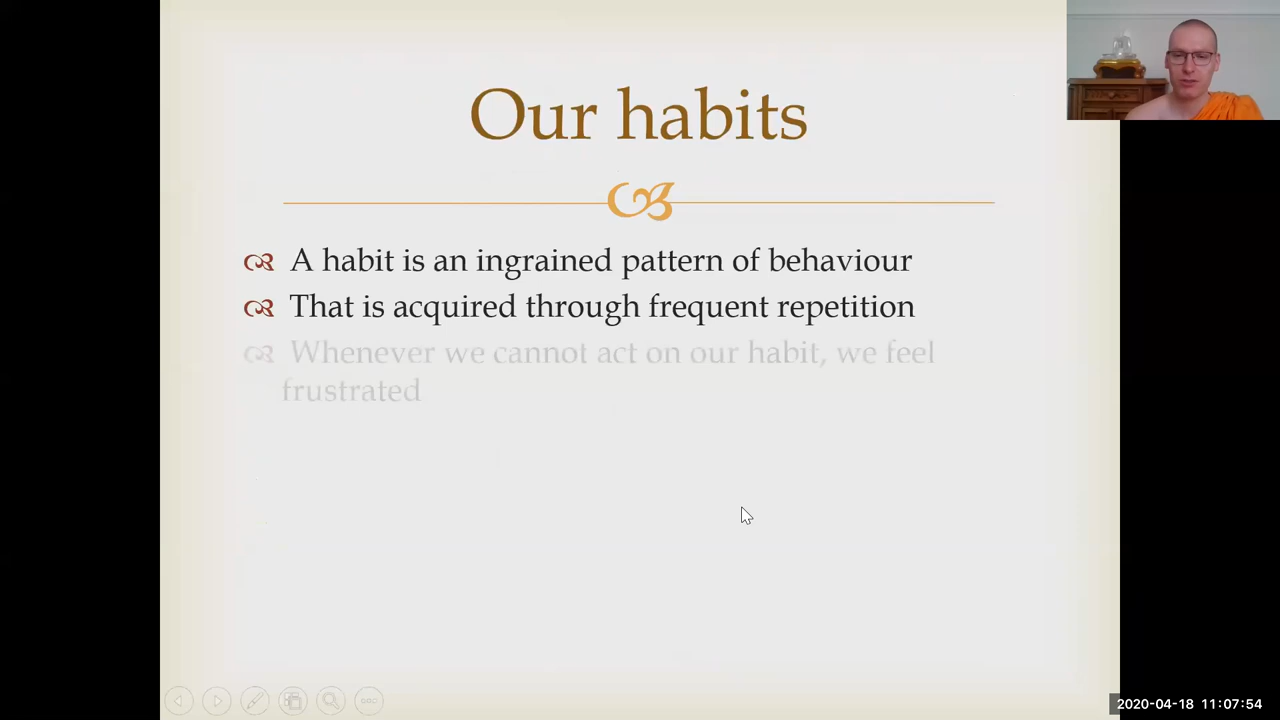 Our habits
A habit is an ingrained pattern of behaviour
That is acquired through frequent repetition
Whenever we cannot act on our habit, we feel
frustrated
2020-04-18 11:07:54